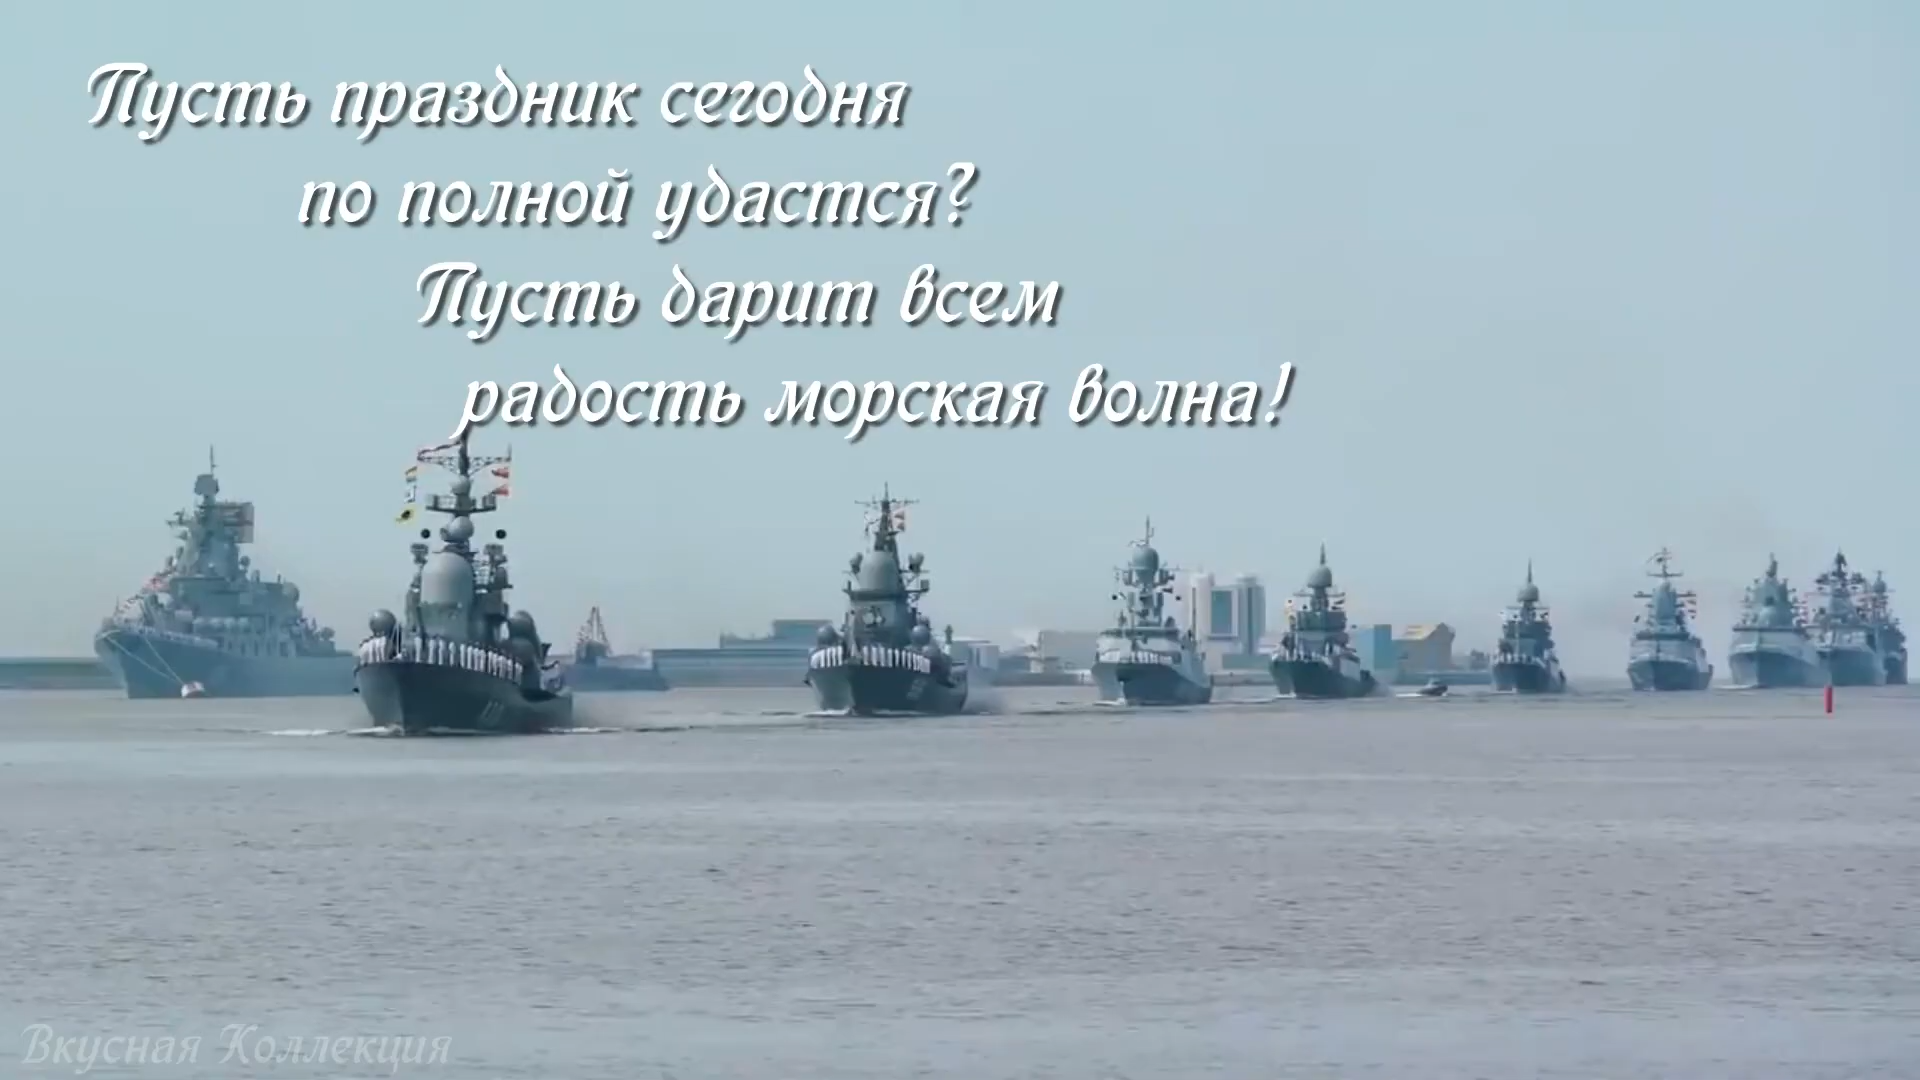 Пусть праздник сегодня
по полной удастся?
Пусть дарит всем
радость морская волна!
Вкусная Коллекция